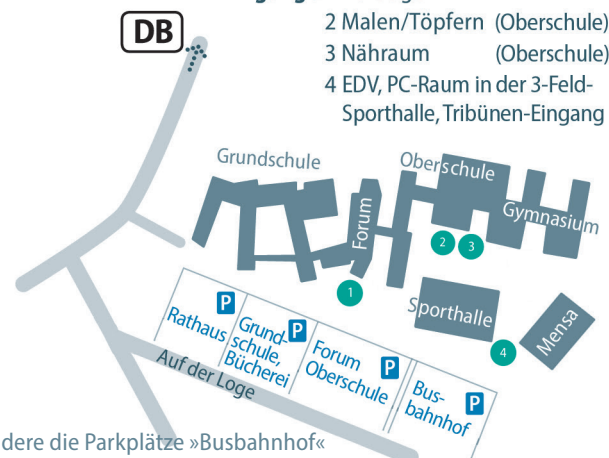 DB
2 Malen/Töpfern (Oberschule)
3 Nähraum (Oberschule)
4 EDV, PC-Raum in der 3-Feld-
Sporthalle, Tribünen-Eingang
Grundschule
Oberschule
Gymnasium
Forum
2
3
1
Sporthalle
4
Mensa
P
Rathaus
P
Grund-
schule,
Bücherei
P
Forum
Oberschule
P
Bus-
bahnhof
Auf der Loge
dere die Parkplätze »Busbahnhof«